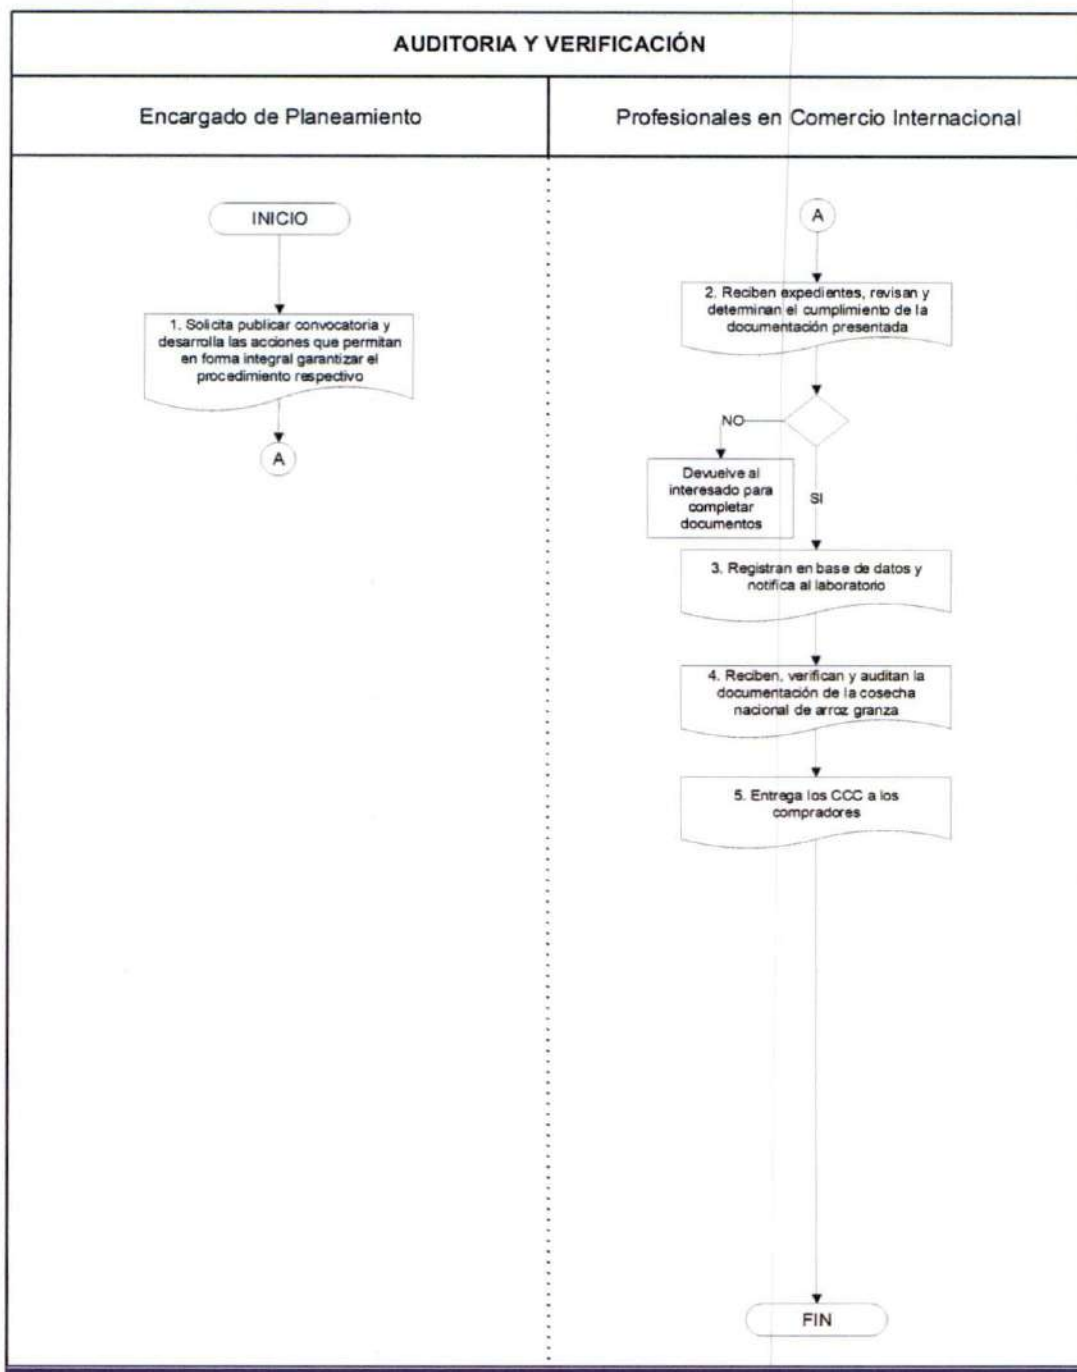 AUDITORIA Y VERIFICACIÓN
Encargado de Planeamiento
Profesionales en Comercio Internacional
INICIO
1. Solicita publicar convocatoria y
desarrolla las acciones que permitan
en forma integral garantizar el
procedimiento respectivo
A
A
2. Reciben expedientes, revisan y
determinan el cumplimiento de la
documentación presentada
NO
Devuelve al
interesado para
completar
documentos
SI
3. Registran en base de datos y
notifica al laboratorio
4. Reciben, verifican y auditan la
documentación de la cosecha
nacional de arroz granza
5. Entrega los CCC a los
compradores
FIN